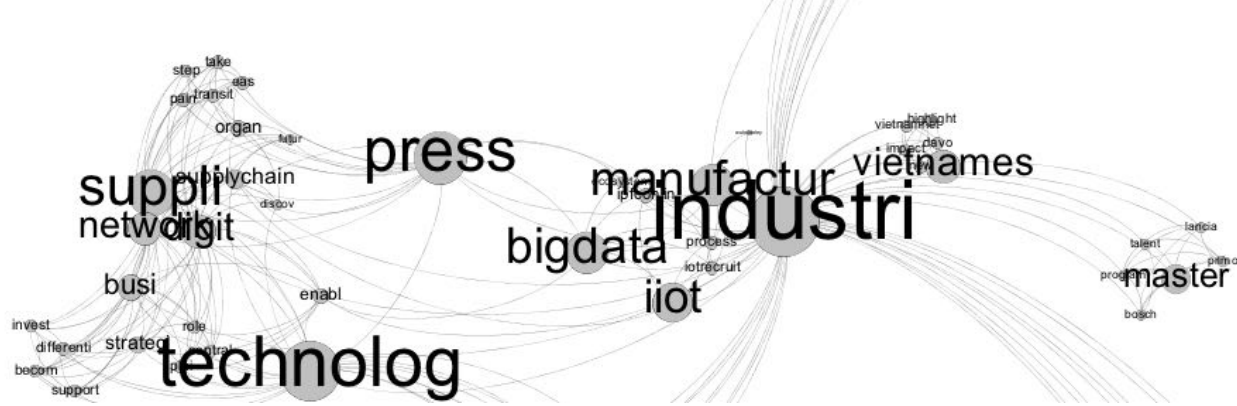 take
step
eas
pain
transit
organ
futur
press
suppli
supplychain
network
digit
discov
busi
enabl
invest
role
strateg
differenti
central
becom
technolog
support
manufactur
industri
process
bigdata
iotrecruit
iiot
highlight
vietnamnet
davo
impact
vietnames
lancia
talent
primo
program
master
bosch